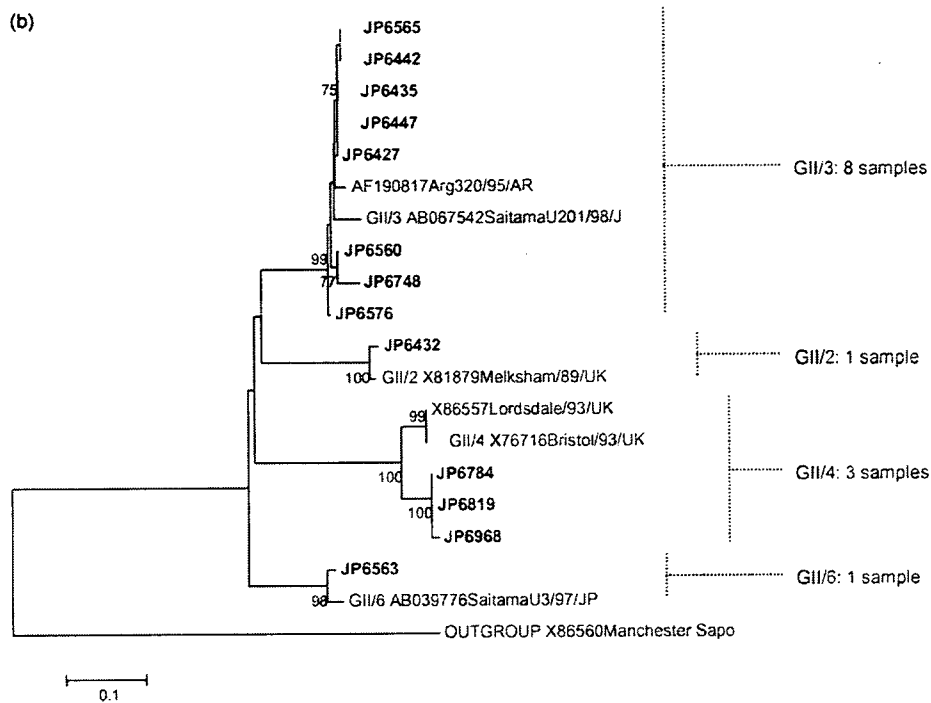 (b)
JP6565
JP6442
75
JP6435
JP6447
JP6427
GII/3: 8 samples
AF190817Arg320/95/AR
GII/3 AB067542SaitamaU201/98/J
JP6560
99
77
JP6748
JP6576
JP6432
GII/2: 1 sample
100
GII/2 X81879Melksham/89/UK
X86557Lordsdale/93/UK
99
GII/4 X76716Bristol/93/UK
JP6784
100
GII/4: 3 samples
JP6819
100
JP6968
JP6563
GII/6: 1 sample
GII/6 AB039776SaitamaU3/97/JP
OUTGROUP X86560Manchester Sapo
0.1